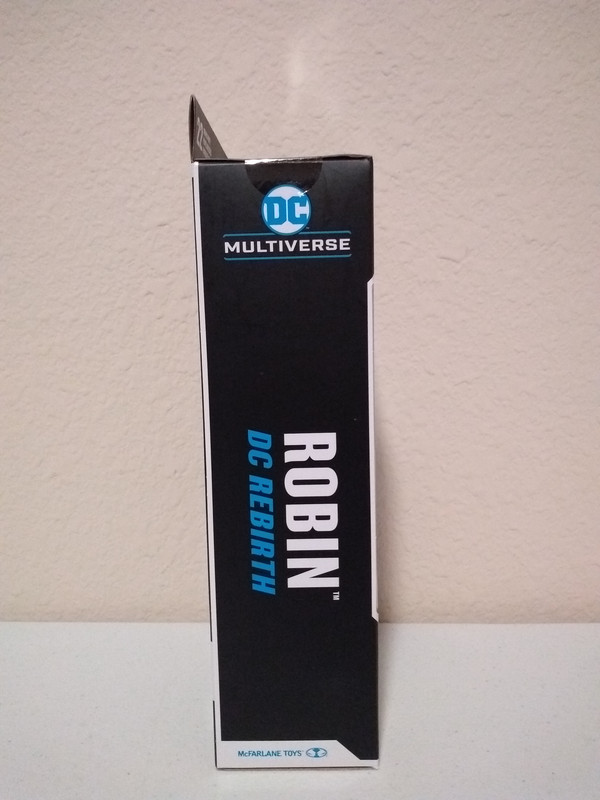 DC
MULTIVERSE
ROBIN™
DC REBIRTH
McFARLANE TOYS